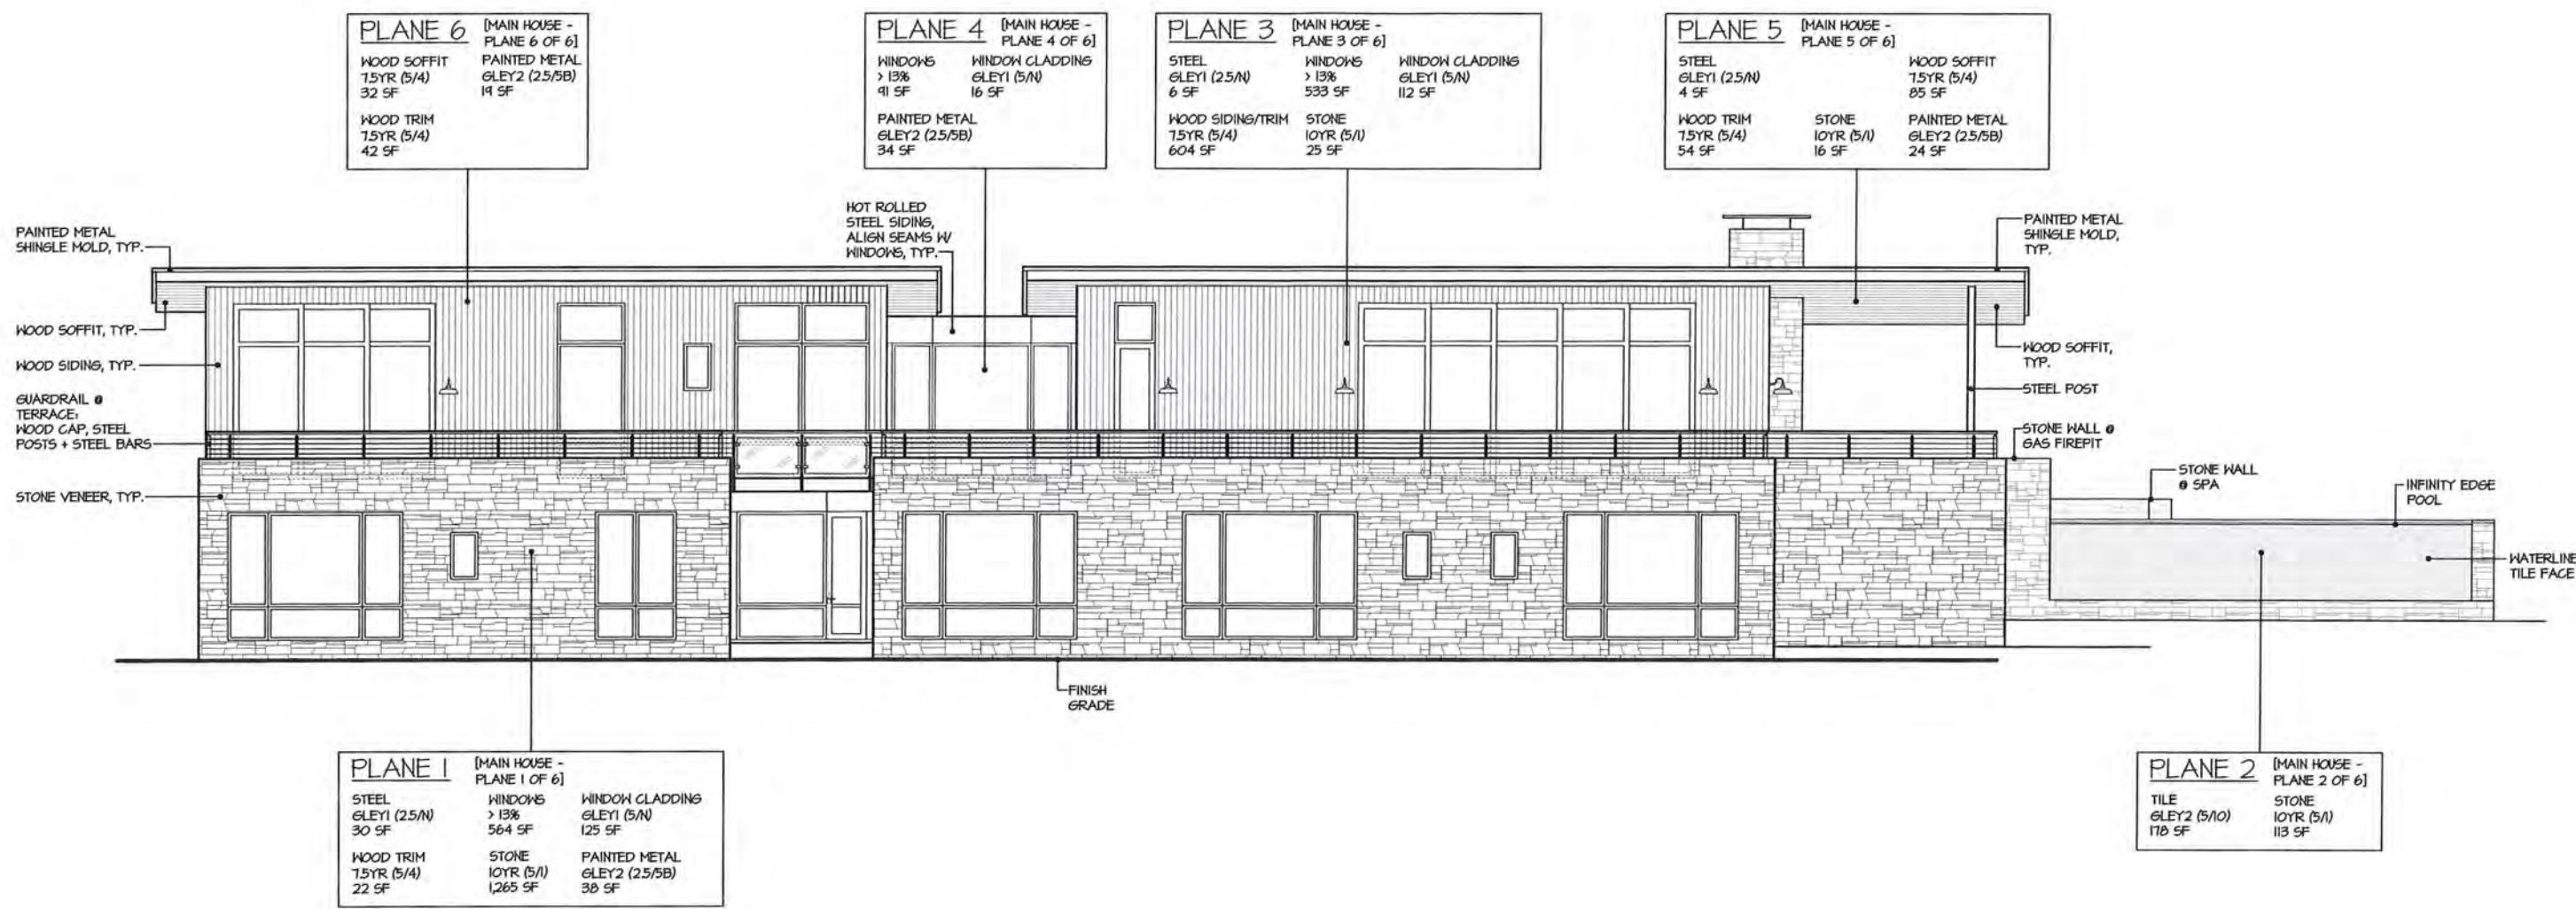 PLANE 6 [MAIN HOUSE -
PLANE 6 OF 6]
WOOD SOFFIT PAINTED METAL
7.5YR (5/4) GLEY2 (2.5/5B)
32 SF 19 SF
WOOD TRIM
7.5YR (5/4)
42 SF
PLANE 4 [MAIN HOUSE -
PLANE 4 OF 6]
WINDOWS WINDOW CLADDING
> 13% GLEY1 (5/N)
91 SF 16 SF
PAINTED METAL
GLEY2 (2.5/5B)
34 SF
PLANE 3 [MAIN HOUSE -
PLANE 3 OF 6]
STEEL WINDOWS WINDOW CLADDING
GLEY1 (2.5/N) > 13% GLEY1 (5/N)
6 SF 533 SF 112 SF
WOOD SIDING/TRIM STONE
7.5YR (5/4) 10YR (5/1)
604 SF 25 SF
PLANE 5 [MAIN HOUSE -
PLANE 5 OF 6]
STEEL WOOD SOFFIT
GLEY1 (2.5/N) 7.5YR (5/4)
4 SF 85 SF
WOOD TRIM STONE PAINTED METAL
7.5YR (5/4) 10YR (5/1) GLEY2 (2.5/5B)
54 SF 16 SF 24 SF
PAINTED METAL
SHINGLE MOLD, TYP.
WOOD SOFFIT, TYP.
WOOD SIDING, TYP.
GUARDRAIL @
TERRACE:
WOOD CAP, STEEL
POSTS + STEEL BARS
STONE VENEER, TYP.
HOT ROLLED
STEEL SIDING,
ALIGN SEAMS W/
WINDOWS, TYP.
PAINTED METAL
SHINGLE MOLD,
TYP.
WOOD SOFFIT,
TYP.
STEEL POST
STONE WALL @
GAS FIREPIT
STONE WALL
@ SPA
INFINITY EDGE
POOL
WATERLINE
TILE FACE
FINISH
GRADE
PLANE 1 [MAIN HOUSE -
PLANE 1 OF 6]
STEEL WINDOWS WINDOW CLADDING
GLEY1 (2.5/N) > 13% GLEY1 (5/N)
30 SF 564 SF 125 SF
WOOD TRIM STONE PAINTED METAL
7.5YR (5/4) 10YR (5/1) GLEY2 (2.5/5B)
22 SF 1,265 SF 38 SF
PLANE 2 [MAIN HOUSE -
PLANE 2 OF 6]
TILE STONE
GLEY2 (5/10) 10YR (5/1)
178 SF 113 SF